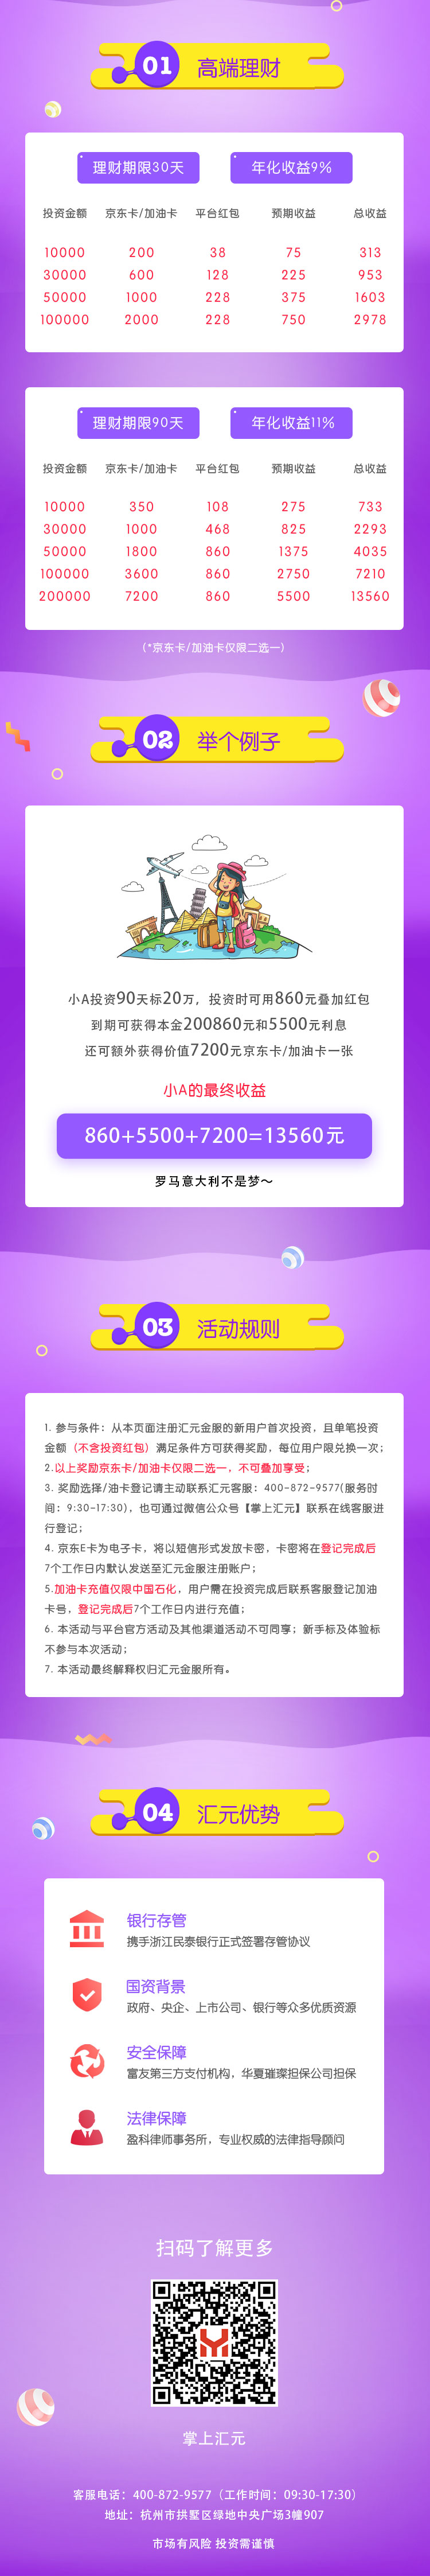 01 高端理财
理财期限30天 年化收益9%
投资金额 京东卡/加油卡 平台红包 预期收益 总收益
10000 200 38 75 313
30000 600 128 225 953
50000 1000 228 375 1603
100000 2000 228 750 2978
理财期限90天 年化收益11%
投资金额 京东卡/加油卡 平台红包 预期收益 总收益
10000 350 108 275 733
30000 1000 468 825 2293
50000 1800 860 1375 4035
100000 3600 860 2750 7210
200000 7200 860 5500 13560
(*京东卡/加油卡仅限二选一)
02 举个例子
小A投资90天标20万，投资时可用860元叠加红包
到期可获得本金200860元和5500元利息
还可额外获得价值7200元京东卡/加油卡一张
小A的最终收益
860+5500+7200=13560元
罗马意大利不是梦～
03 活动规则
1. 参与条件：从本页面注册汇元金服的新用户首次投资，且单笔投资
金额（不含投资红包）满足条件方可获得奖励，每位用户限兑换一次；
2.以上奖励京东卡/加油卡仅限二选一，不可叠加享受；
3. 奖励选择/油卡登记请主动联系汇元客服：400-872-9577(服务时
间：9:30-17:30)，也可通过微信公众号【掌上汇元】联系在线客服进
行登记；
4. 京东E卡为电子卡，将以短信形式发放卡密，卡密将在登记完成后
7个工作日内默认发送至汇元金服注册账户；
5.加油卡充值仅限中国石化，用户需在投资完成后联系客服登记加油
卡号，登记完成后7个工作日内进行充值；
6. 本活动与平台官方活动及其他渠道活动不可同享；新手标及体验标
不参与本次活动；
7. 本活动最终解释权归汇元金服所有。
04 汇元优势
银行存管
携手浙江民泰银行正式签署存管协议
国资背景
政府、央企、上市公司、银行等众多优质资源
安全保障
富友第三方支付机构，华夏璀璨担保公司担保
法律保障
盈科律师事务所，专业权威的法律指导顾问
扫码了解更多
掌上汇元
客服电话：400-872-9577（工作时间：09:30-17:30）
地址：杭州市拱墅区绿地中央广场3幢907
市场有风险 投资需谨慎